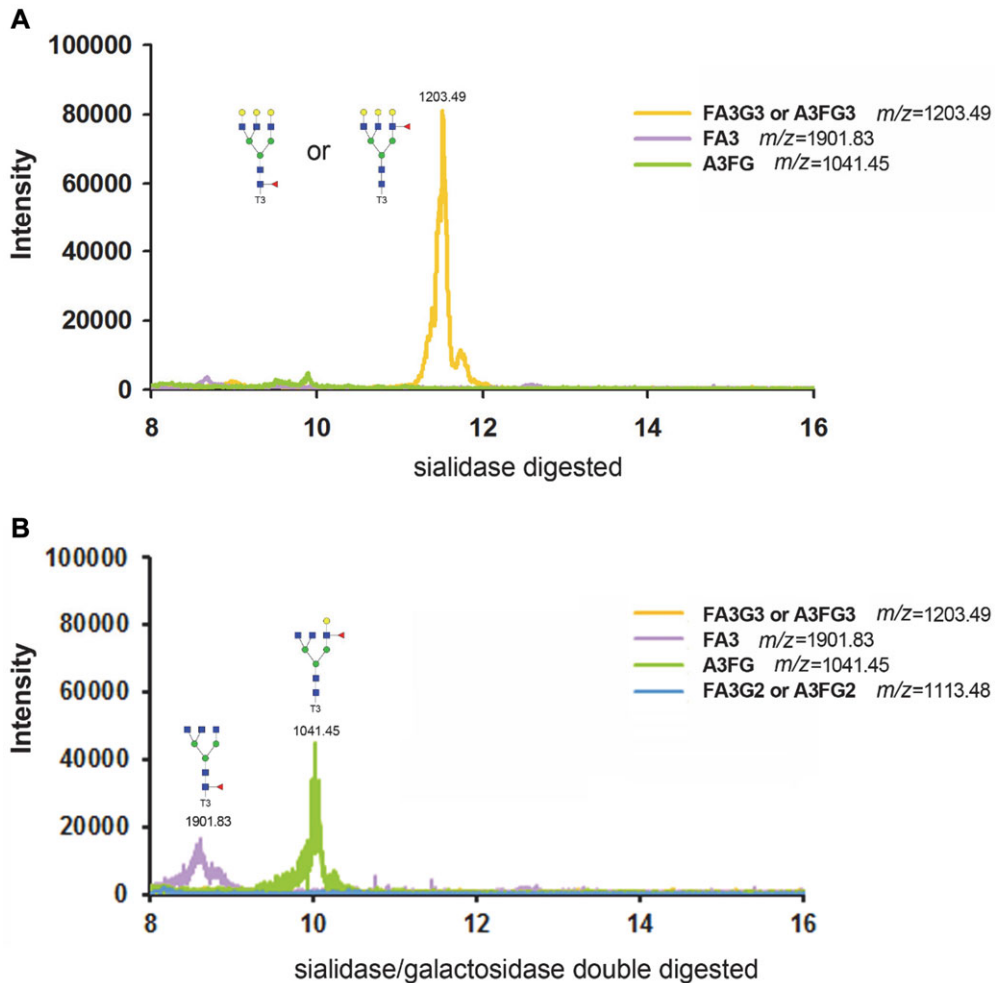 A
100000
80000
60000
40000
20000
0
Intensity
1203.49
or
T3
T3
FA3G3 or A3FG3 m/z=1203.49
FA3 m/z=1901.83
A3FG m/z=1041.45
8 10 12 14 16
sialidase digested
B
100000
80000
60000
40000
20000
0
Intensity
T3
1041.45
T3
1901.83
FA3G3 or A3FG3 m/z=1203.49
FA3 m/z=1901.83
A3FG m/z=1041.45
FA3G2 or A3FG2 m/z=1113.48
8 10 12 14 16
sialidase/galactosidase double digested